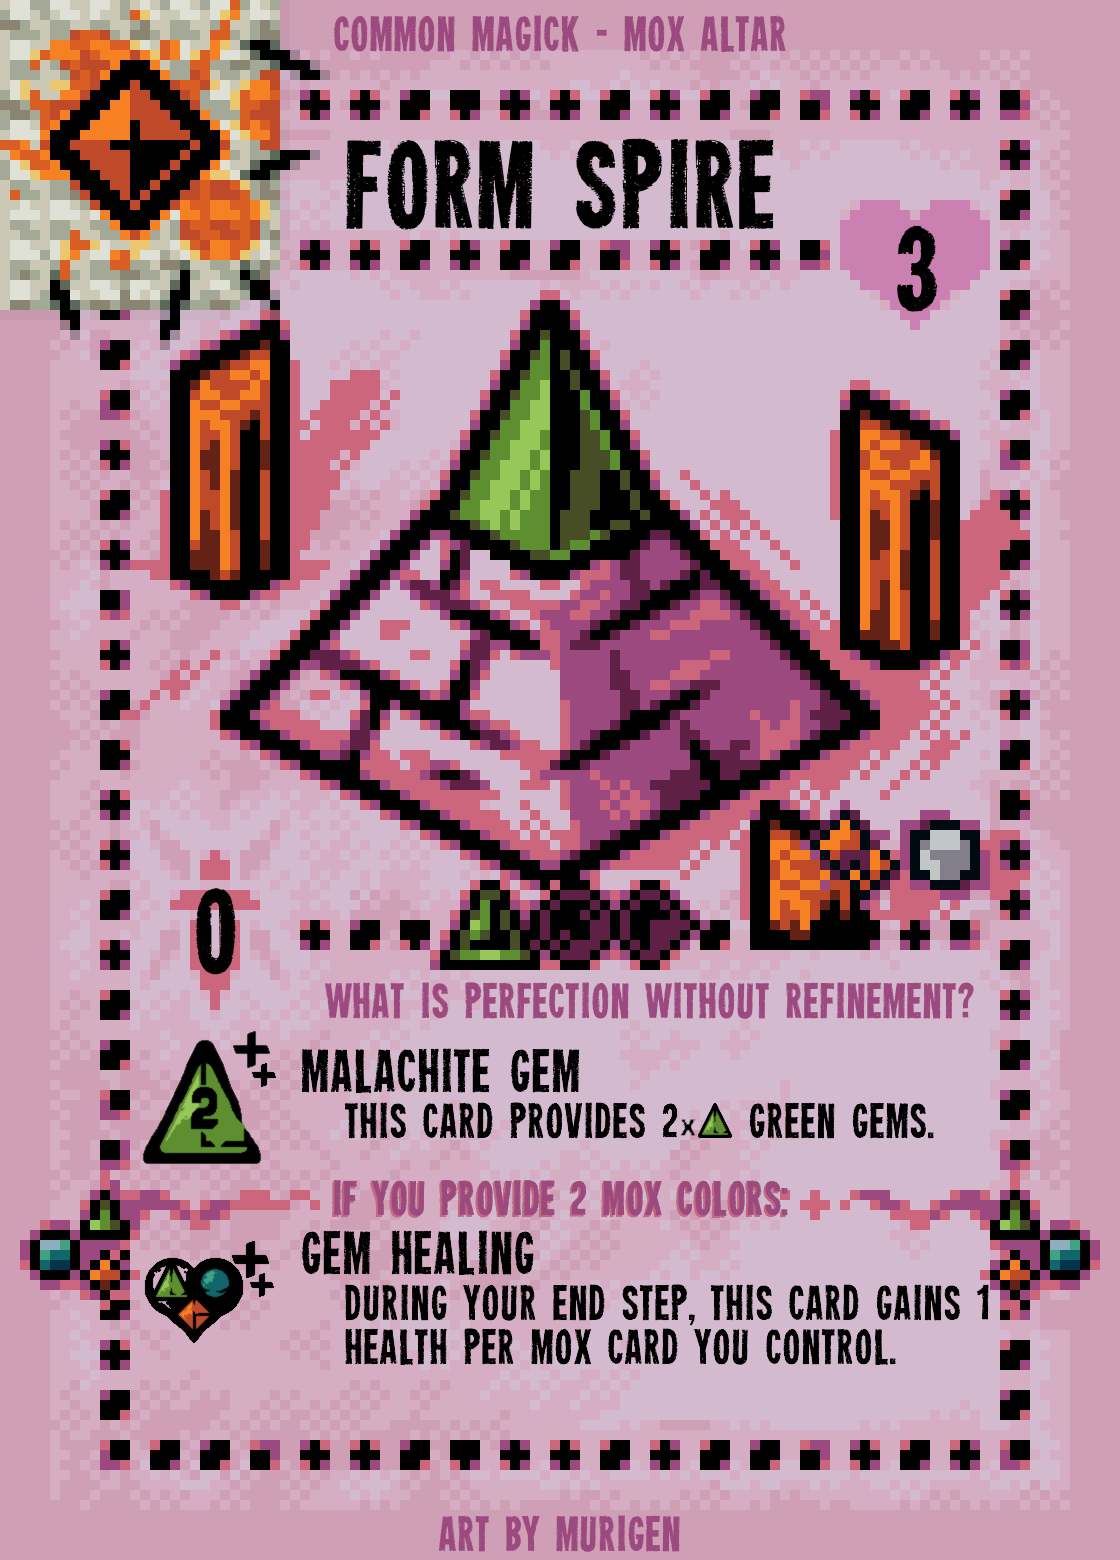 COMMON MAGICK - MOX ALTAR
FORM SPIRE
3
0
WHAT IS PERFECTION WITHOUT REFINEMENT?
2
MALACHITE GEM
THIS CARD PROVIDES 2x GREEN GEMS.
IF YOU PROVIDE 2 MOX COLORS:
GEM HEALING
DURING YOUR END STEP, THIS CARD GAINS 1
HEALTH PER MOX CARD YOU CONTROL.
ART BY MURIGEN